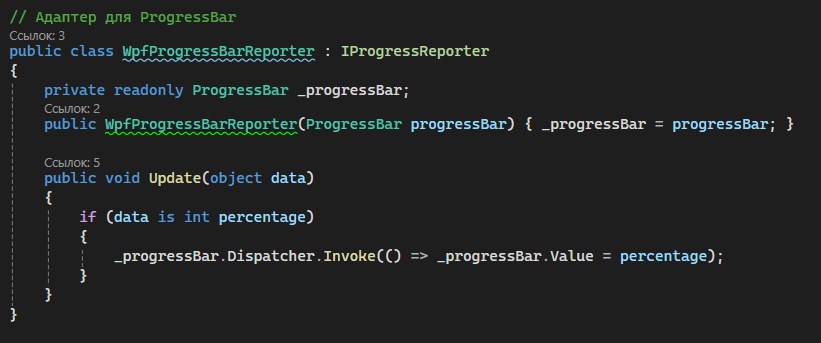 // Адаптер для ProgressBar
Ссылок: 3
public class WpfProgressBarReporter : IProgressReporter
{
    private readonly ProgressBar _progressBar;
    Ссылок: 2
    public WpfProgressBarReporter(ProgressBar progressBar) { _progressBar = progressBar; }
    Ссылок: 5
    public void Update(object data)
    {
        if (data is int percentage)
        {
            _progressBar.Dispatcher.Invoke(() => _progressBar.Value = percentage);
        }
    }
}